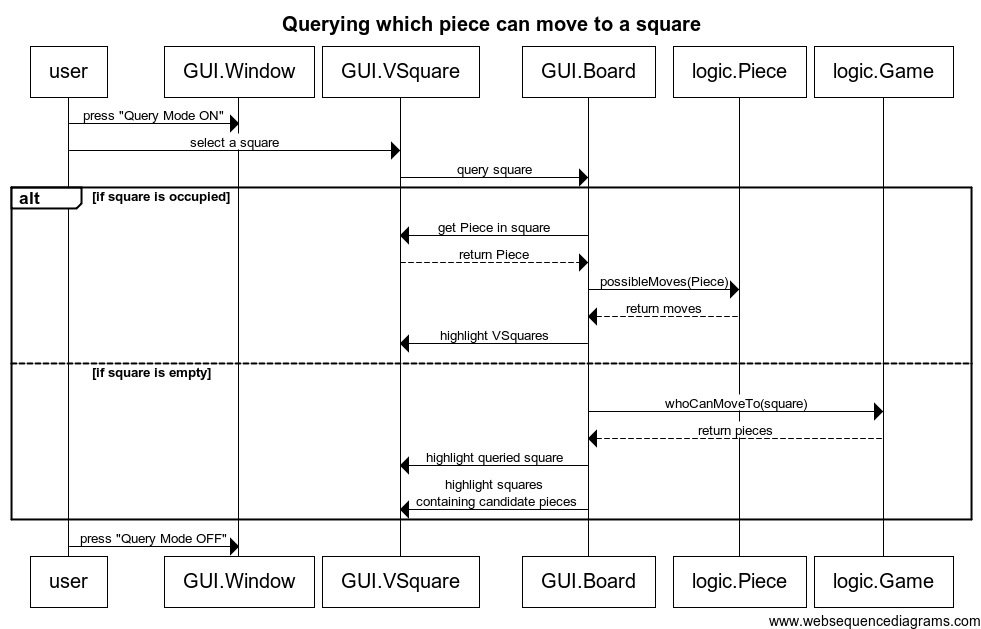 Querying which piece can move to a square
user
GUI.Window
GUI.VSquare
GUI.Board
logic.Piece
logic.Game
press "Query Mode ON"
select a square
query square
alt
[if square is occupied]
get Piece in square
return Piece
possibleMoves(Piece)
return moves
highlight VSquares
[if square is empty]
whoCanMoveTo(square)
return pieces
highlight queried square
highlight squares
containing candidate pieces
press "Query Mode OFF"
user
GUI.Window
GUI.VSquare
GUI.Board
logic.Piece
logic.Game
www.websequencediagrams.com